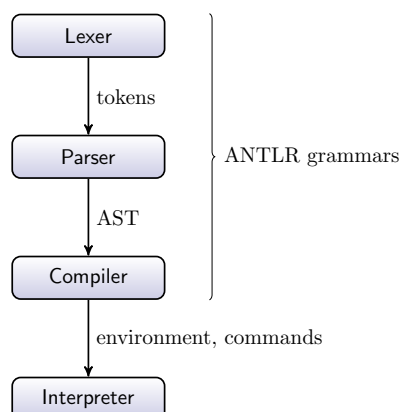 Lexer
tokens
Parser
ANTLR grammars
AST
Compiler
environment, commands
Interpreter